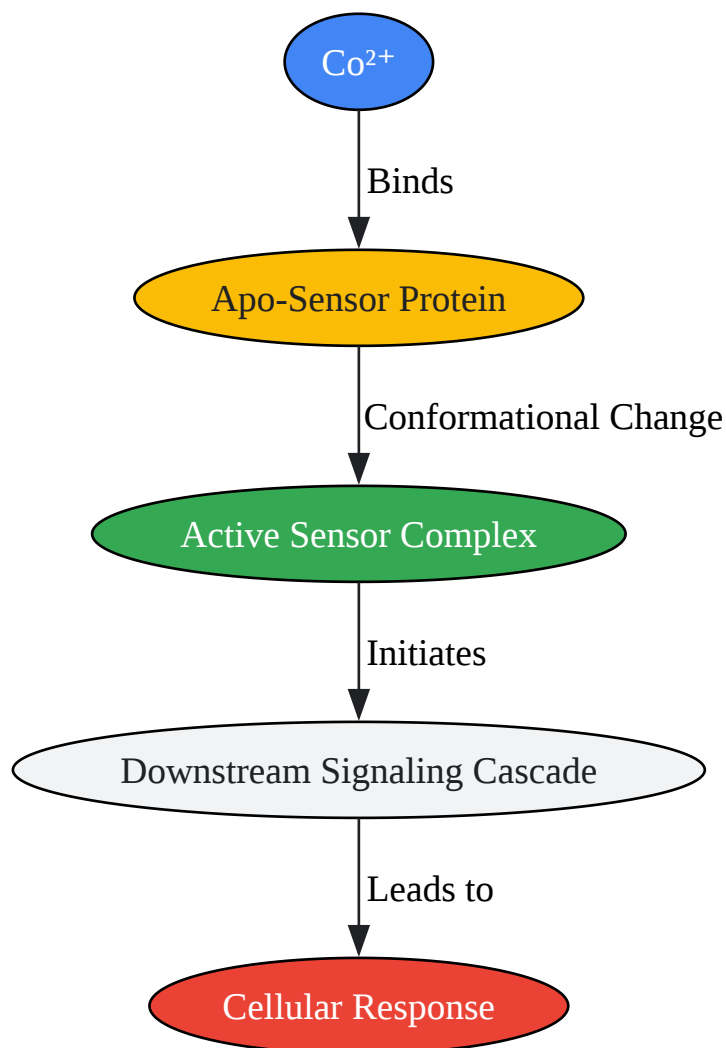 Co²⁺
Binds
Apo-Sensor Protein
Conformational Change
Active Sensor Complex
Initiates
Downstream Signaling Cascade
Leads to
Cellular Response